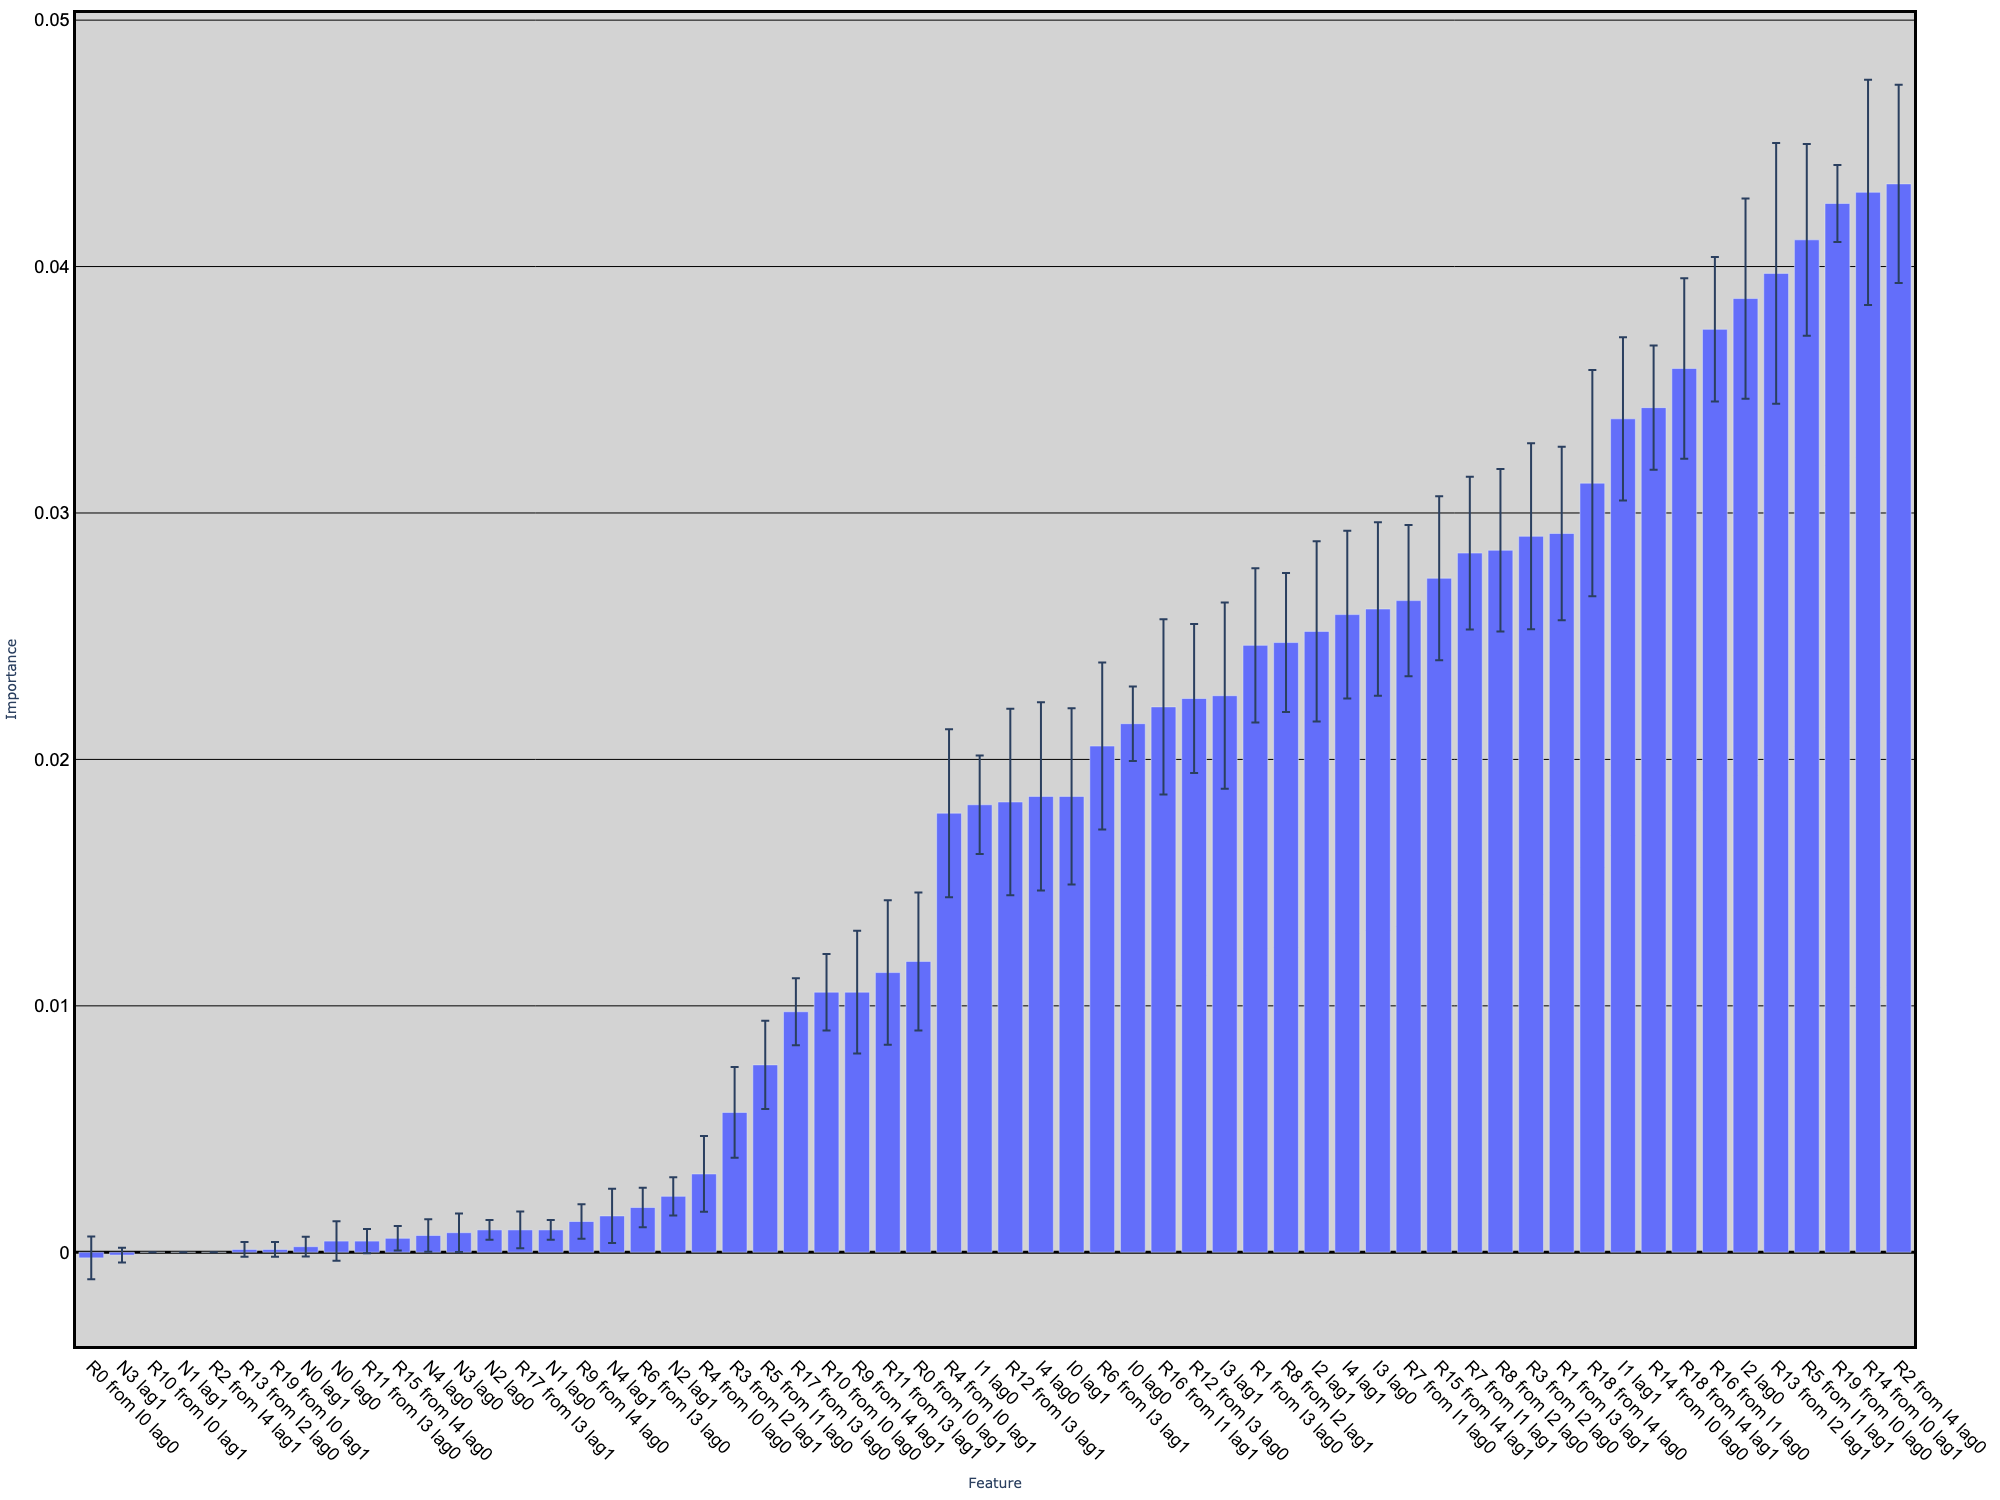 0.05
0.04
0.03
0.02
0.01
0
Importance
R0 from I0 lag0
N3 lag1
R10 from I0 lag1
N1 lag1
R2 from I4 lag1
R13 from I2 lag0
R19 from I0 lag1
N0 lag1
N0 lag0
R11 from I3 lag0
R15 from I4 lag0
N4 lag0
N3 lag0
N2 lag0
R17 from I3 lag1
N1 lag0
R9 from I4 lag0
N4 lag1
R6 from I3 lag0
N2 lag1
R4 from I0 lag0
R3 from I2 lag1
R5 from I1 lag0
R17 from I3 lag0
R10 from I0 lag0
R9 from I4 lag1
R11 from I3 lag1
R0 from I0 lag1
R4 from I0 lag1
I1 lag0
R12 from I3 lag1
I4 lag0
I0 lag1
R6 from I3 lag1
I0 lag0
R16 from I1 lag1
R12 from I3 lag0
I3 lag1
R1 from I3 lag0
R8 from I2 lag1
I2 lag1
I4 lag1
I3 lag0
R7 from I1 lag0
R15 from I4 lag1
R7 from I1 lag1
R8 from I2 lag0
R3 from I2 lag0
R1 from I3 lag1
R18 from I4 lag0
I1 lag1
R14 from I0 lag0
R18 from I4 lag1
R16 from I1 lag0
I2 lag0
R13 from I2 lag1
R5 from I1 lag1
R19 from I0 lag0
R14 from I0 lag1
R2 from I4 lag0
Feature